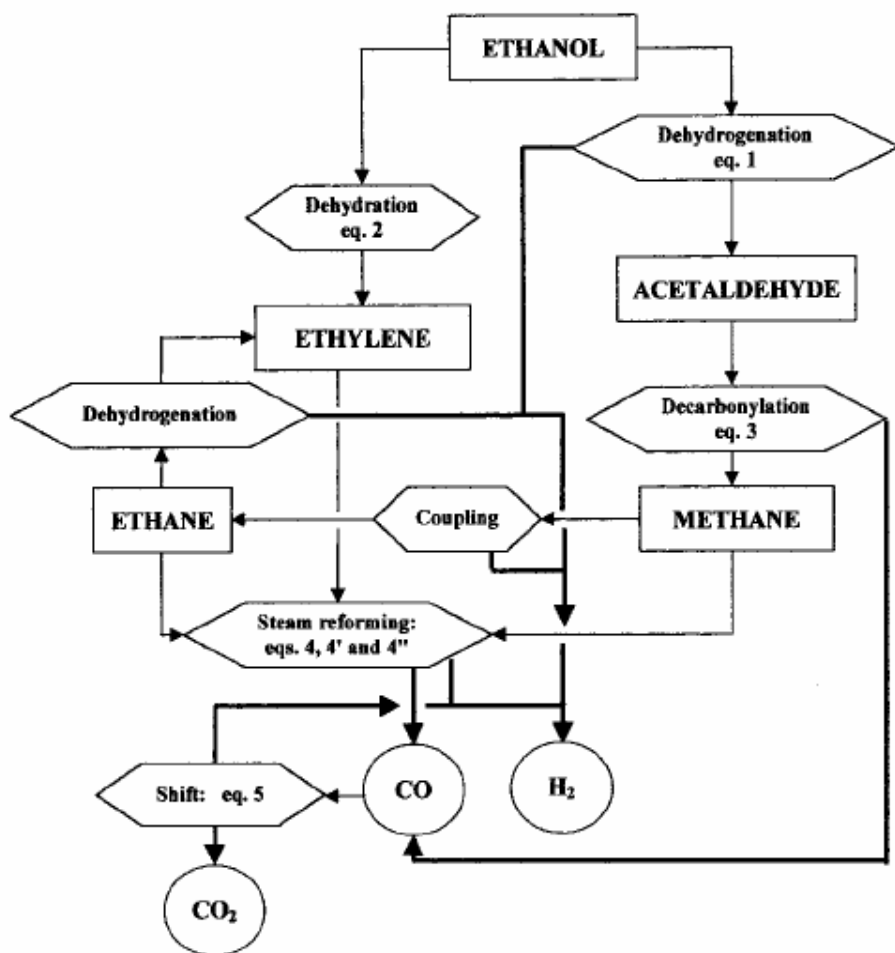 ETHANOL
Dehydrogenation
eq. 1
Dehydration
eq. 2
ACETALDEHYDE
ETHYLENE
Dehydrogenation
Decarbonylation
eq. 3
ETHANE
Coupling
METHANE
Steam reforming:
eqs. 4, 4' and 4"
Shift: eq. 5
CO
H₂
CO₂